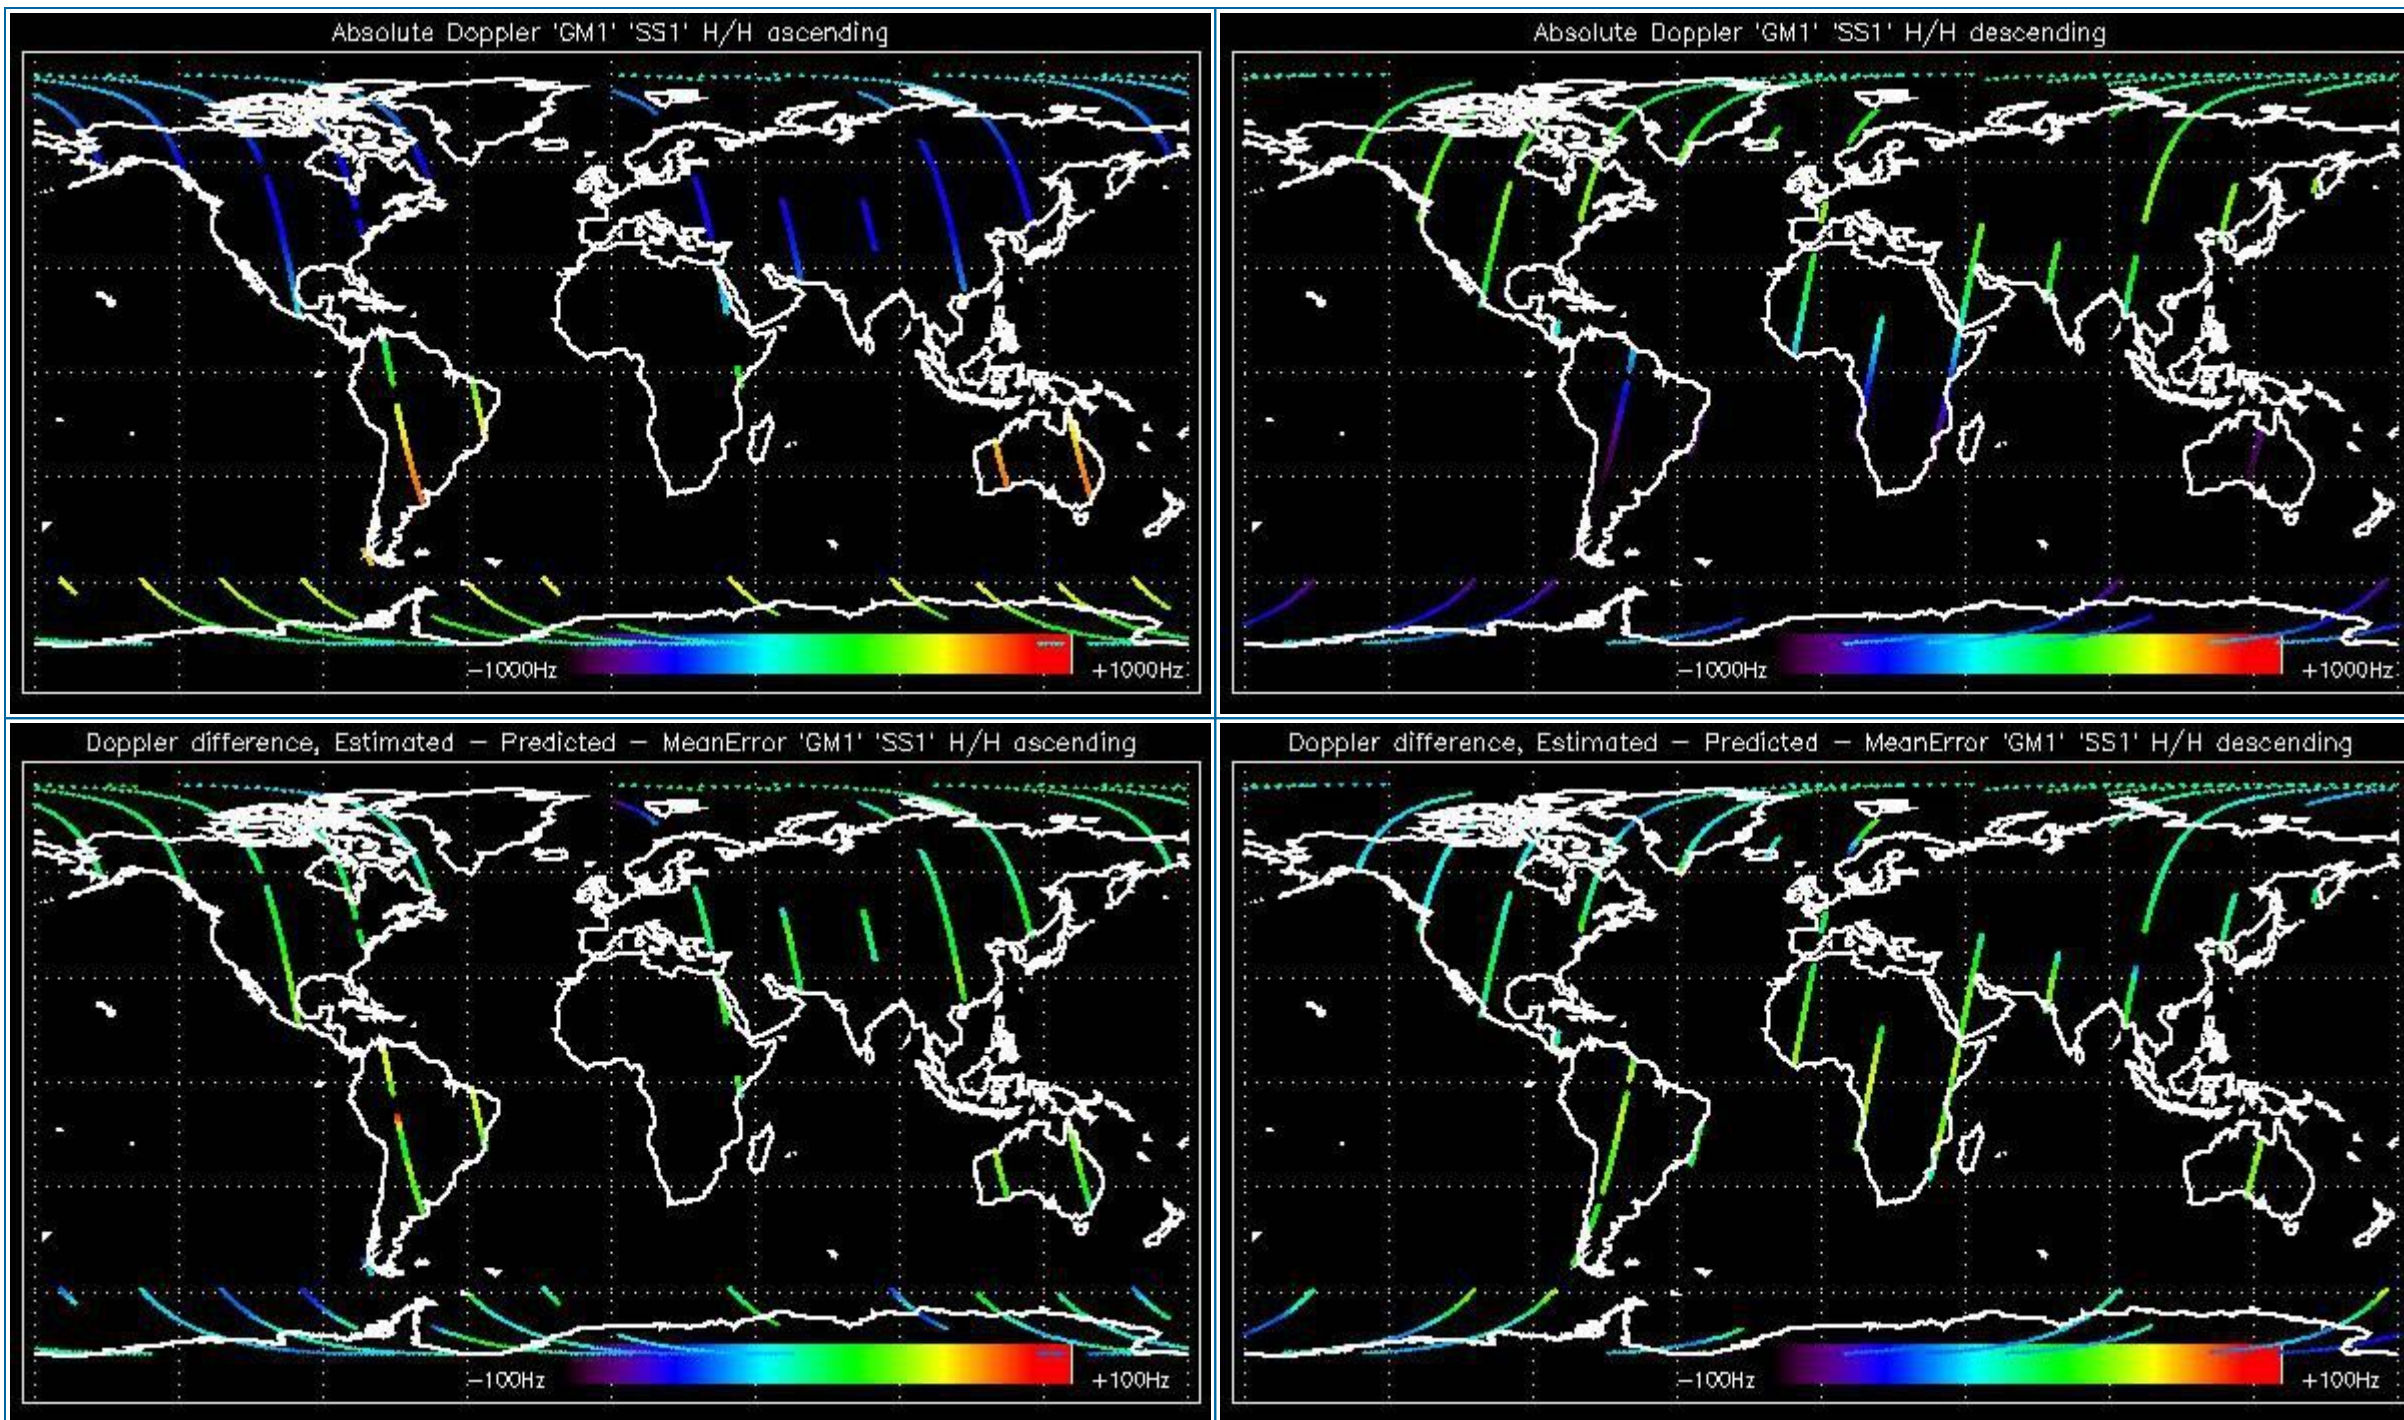 Absolute Doppler 'GM1' 'SS1' H/H ascending
−1000Hz
+1000Hz
Absolute Doppler 'GM1' 'SS1' H/H descending
−1000Hz
+1000Hz
Doppler difference, Estimated − Predicted − MeanError 'GM1' 'SS1' H/H ascending
−100Hz
+100Hz
Doppler difference, Estimated − Predicted − MeanError 'GM1' 'SS1' H/H descending
−100Hz
+100Hz